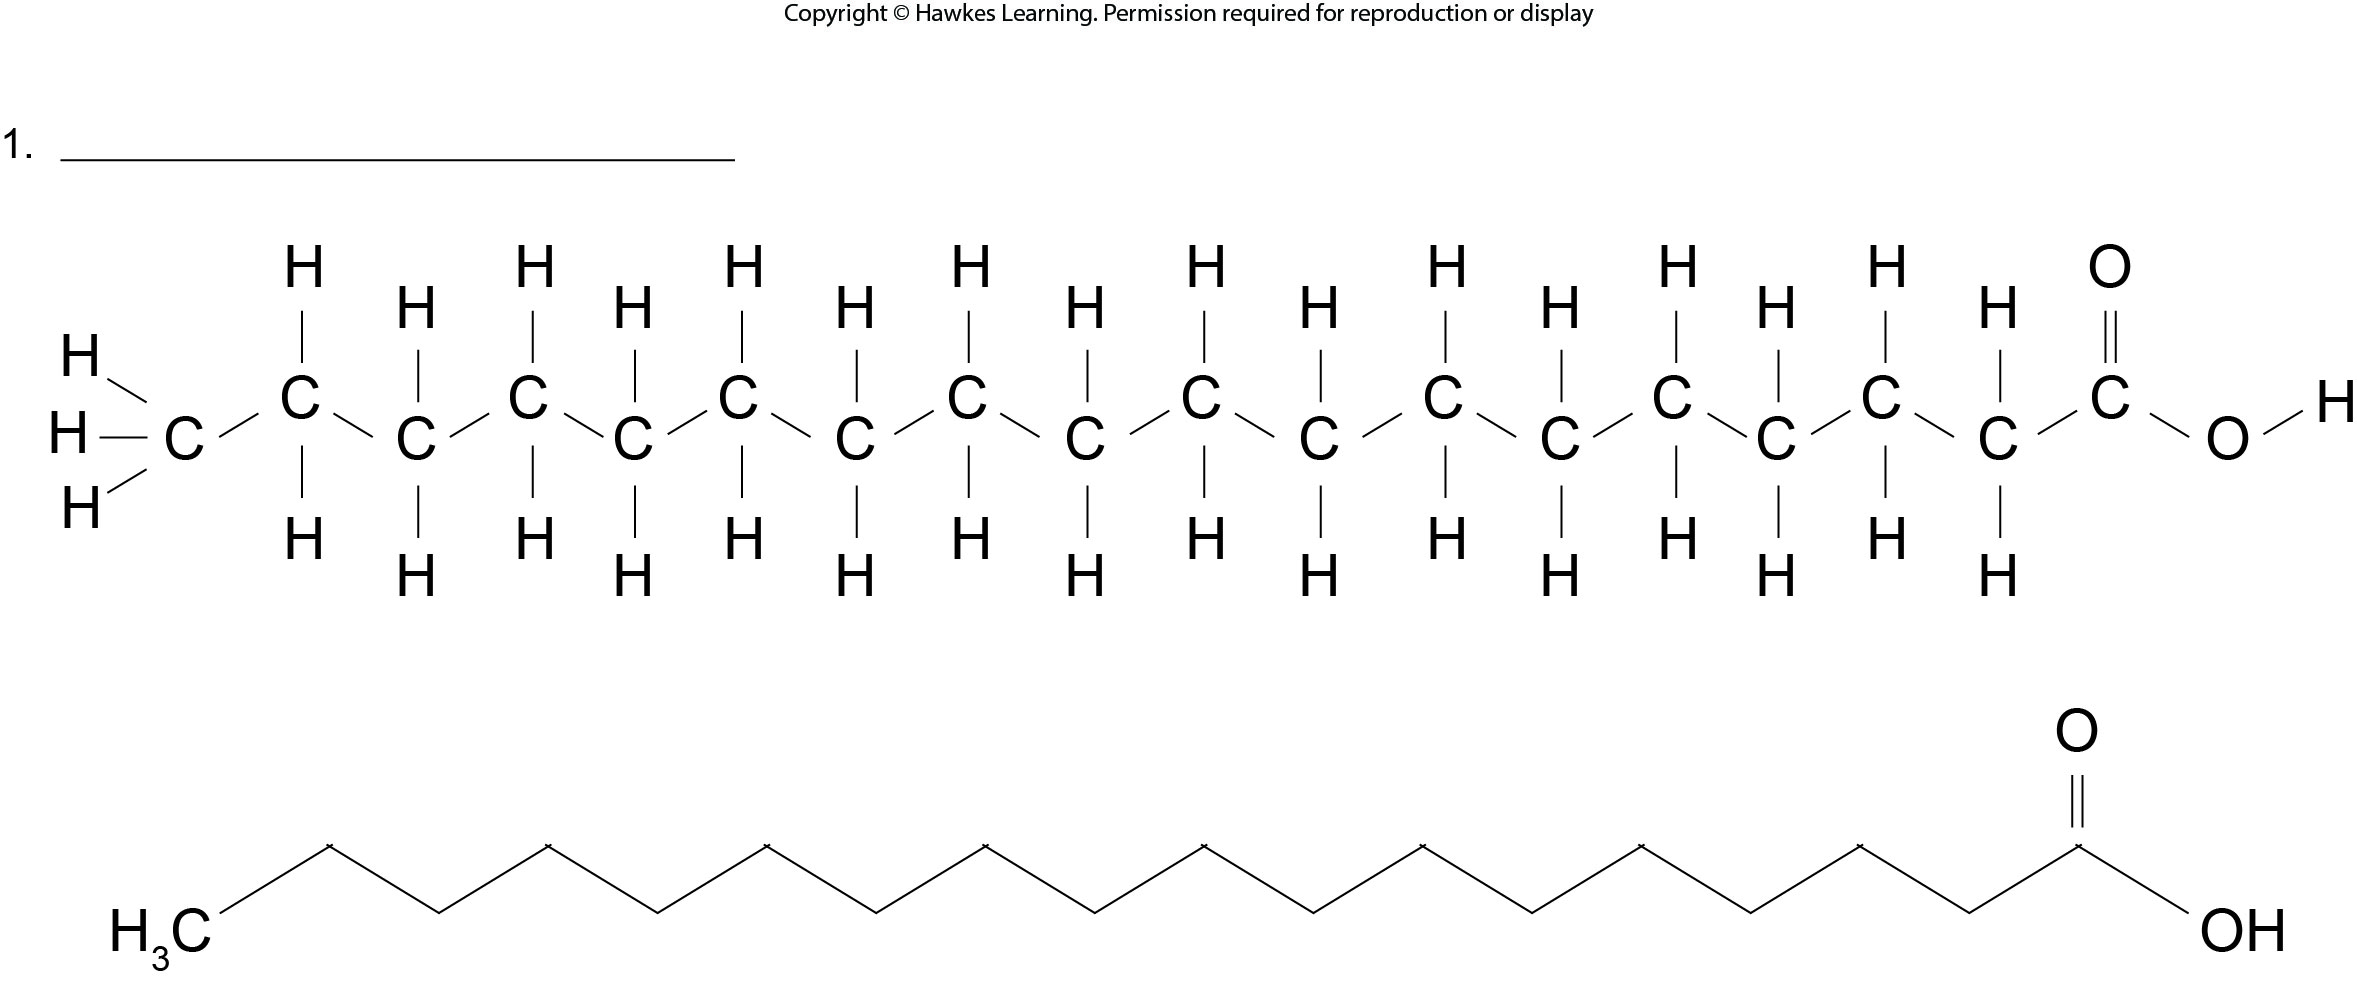 Copyright © Hawkes Learning. Permission required for reproduction or display
1.
H H H H H H H H O
H H H H H H H H
H
C C C C C C C C C H
H C C C C C C C C C O
H
H H H H H H H H
H H H H H H H H
O
H3C OH